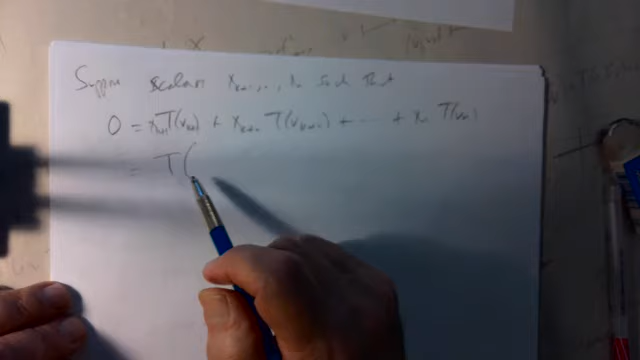 Suppose scalars x_{k+1}, ..., x_n such that
0 = x_{k+1} T(v_{k+1}) + x_{k+2} T(v_{k+2}) + ··· + x_n T(v_n)
= T(